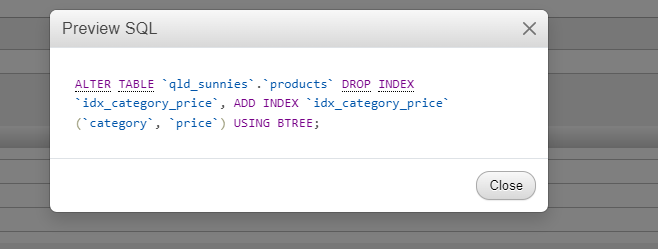 Preview SQL
ALTER TABLE `qld_sunnies`.`products` DROP INDEX
`idx_category_price`, ADD INDEX `idx_category_price`
(`category`, `price`) USING BTREE;
Close